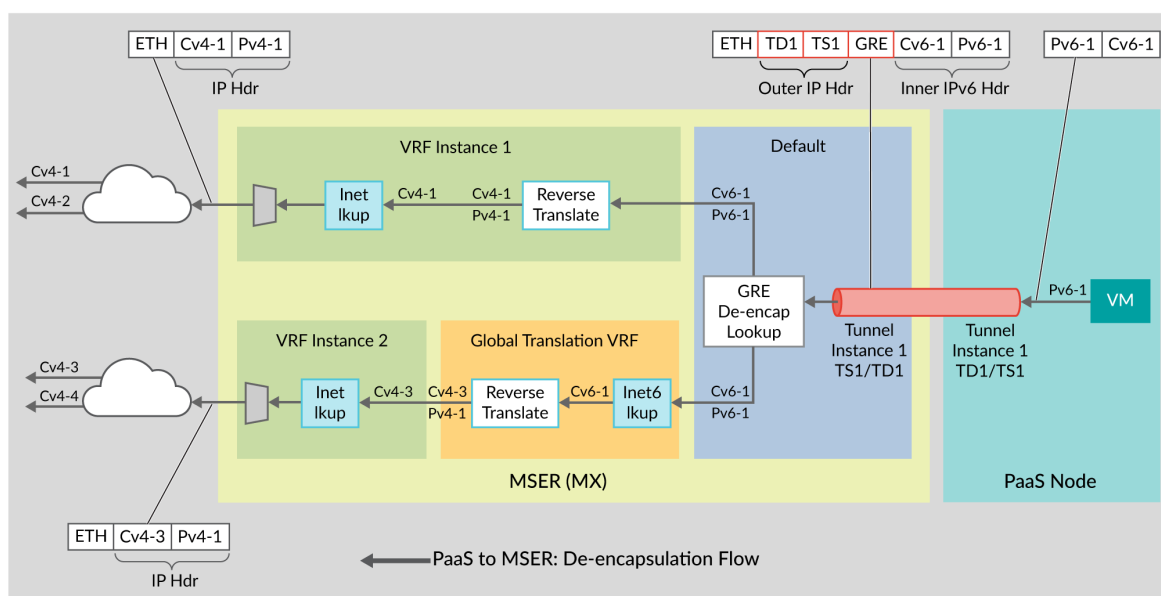 ETH Cv4-1 Pv4-1
IP Hdr
ETH TD1 TS1 GRE Cv6-1 Pv6-1
Outer IP Hdr
Inner IPv6 Hdr
Pv6-1 Cv6-1
VRF Instance 1
Default
Cv4-1
Cv4-2
Inet
lkup
Cv4-1
Cv4-1
Pv4-1
Reverse
Translate
Cv6-1
Pv6-1
GRE
De-encap
Lookup
Tunnel
Instance 1
TS1/TD1
Tunnel
Instance 1
TD1/TS1
Pv6-1
VM
VRF Instance 2
Global Translation VRF
Cv4-3
Cv4-4
Inet
lkup
Cv4-3
Cv4-3
Pv4-1
Reverse
Translate
Cv6-1
Inet6
lkup
Cv6-1
Pv6-1
MSER (MX)
PaaS Node
ETH Cv4-3 Pv4-1
IP Hdr
PaaS to MSER: De-encapsulation Flow